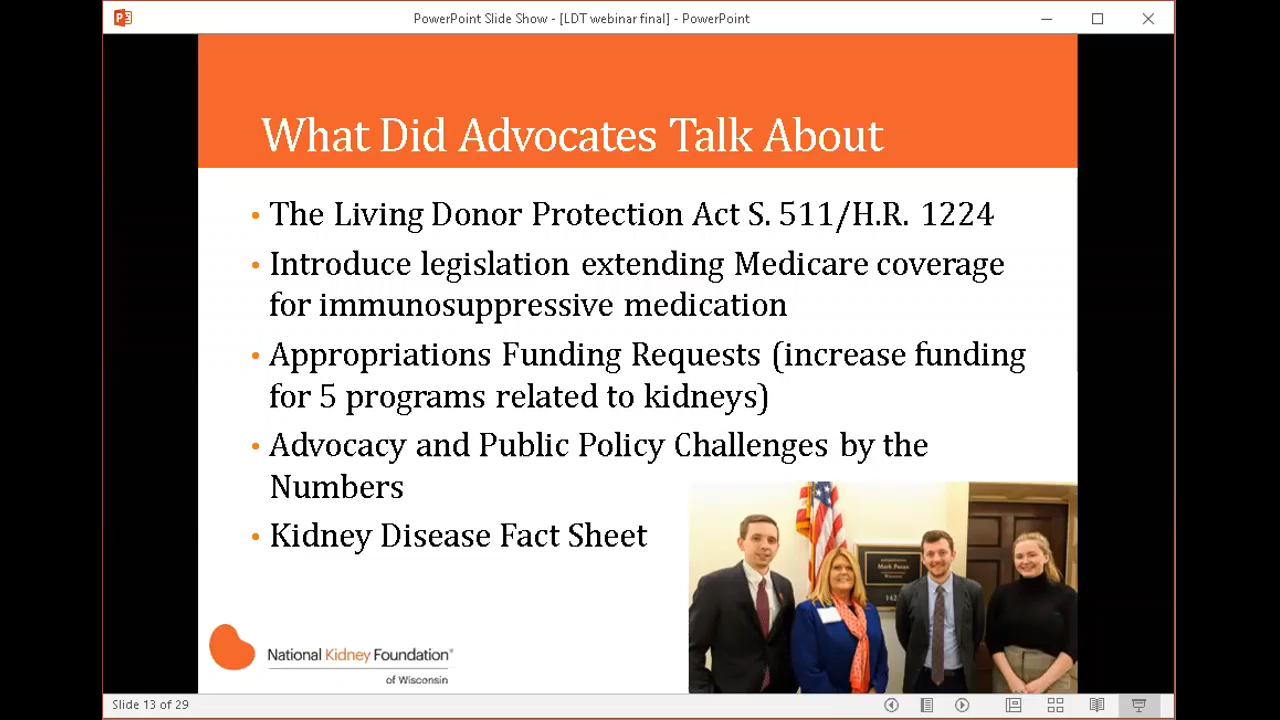 PowerPoint Slide Show - [LDT webinar final] - PowerPoint
What Did Advocates Talk About
• The Living Donor Protection Act S. 511/H.R. 1224
• Introduce legislation extending Medicare coverage
for immunosuppressive medication
• Appropriations Funding Requests (increase funding
for 5 programs related to kidneys)
• Advocacy and Public Policy Challenges by the
Numbers
• Kidney Disease Fact Sheet
Mark Pocan
Wisconsin
National Kidney Foundation®
of Wisconsin
Slide 13 of 29